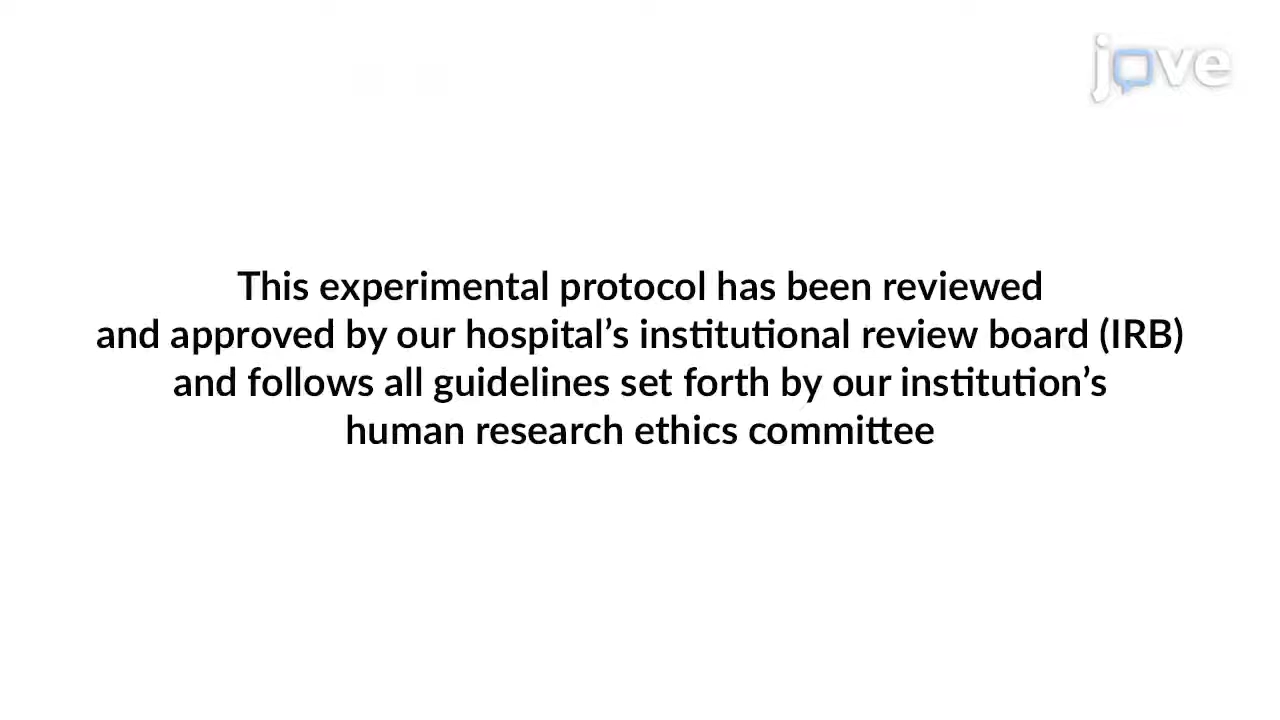 jove
This experimental protocol has been reviewed
and approved by our hospital’s institutional review board (IRB)
and follows all guidelines set forth by our institution’s
human research ethics committee